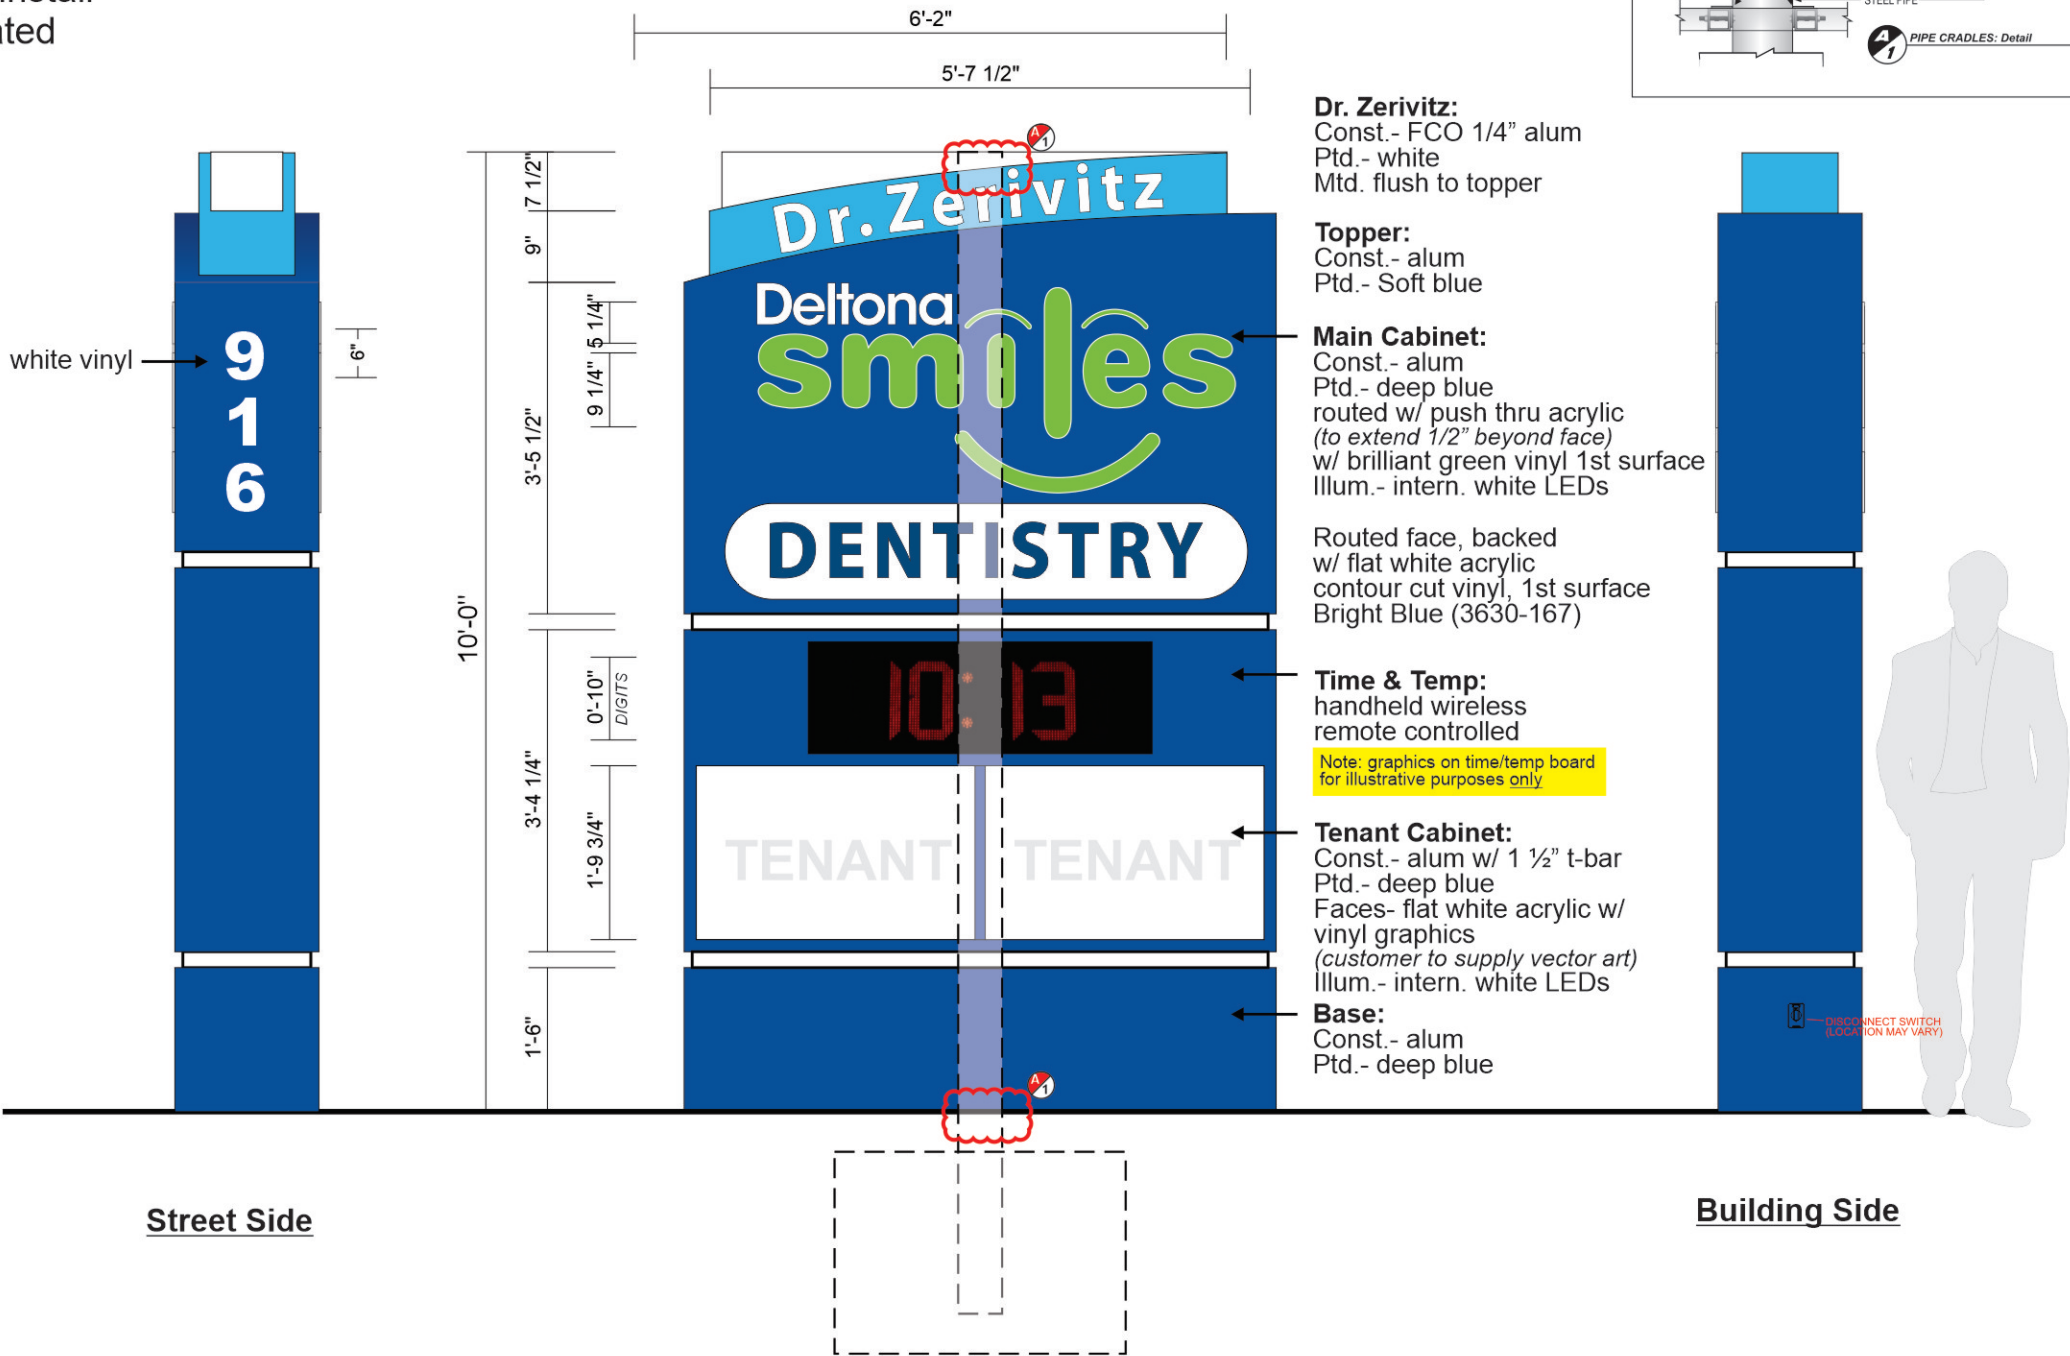 ated
6'-2"
5'-7 1/2"
STEEL PIPE
A
1
PIPE CRADLES: Detail
white vinyl
9
1
6
6"
10'-0"
7 1/2"
9"
3'-5 1/2"
5 1/4"
9 1/4"
3'-4 1/4"
0'-10"
DIGITS
1'-9 3/4"
1'-6"
A
1
Dr. Zerivitz
Deltona
smiles
DENTISTRY
10:13
TENANT TENANT
A
1
Dr. Zerivitz:
Const.- FCO 1/4” alum
Ptd.- white
Mtd. flush to topper
Topper:
Const.- alum
Ptd.- Soft blue
Main Cabinet:
Const.- alum
Ptd.- deep blue
routed w/ push thru acrylic
(to extend 1/2” beyond face)
w/ brilliant green vinyl 1st surface
Illum.- intern. white LEDs
Routed face, backed
w/ flat white acrylic
contour cut vinyl, 1st surface
Bright Blue (3630-167)
Time & Temp:
handheld wireless
remote controlled
Note: graphics on time/temp board
for illustrative purposes only
Tenant Cabinet:
Const.- alum w/ 1 ½” t-bar
Ptd.- deep blue
Faces- flat white acrylic w/
vinyl graphics
(customer to supply vector art)
Illum.- intern. white LEDs
Base:
Const.- alum
Ptd.- deep blue
DISCONNECT SWITCH
(LOCATION MAY VARY)
Street Side
Building Side